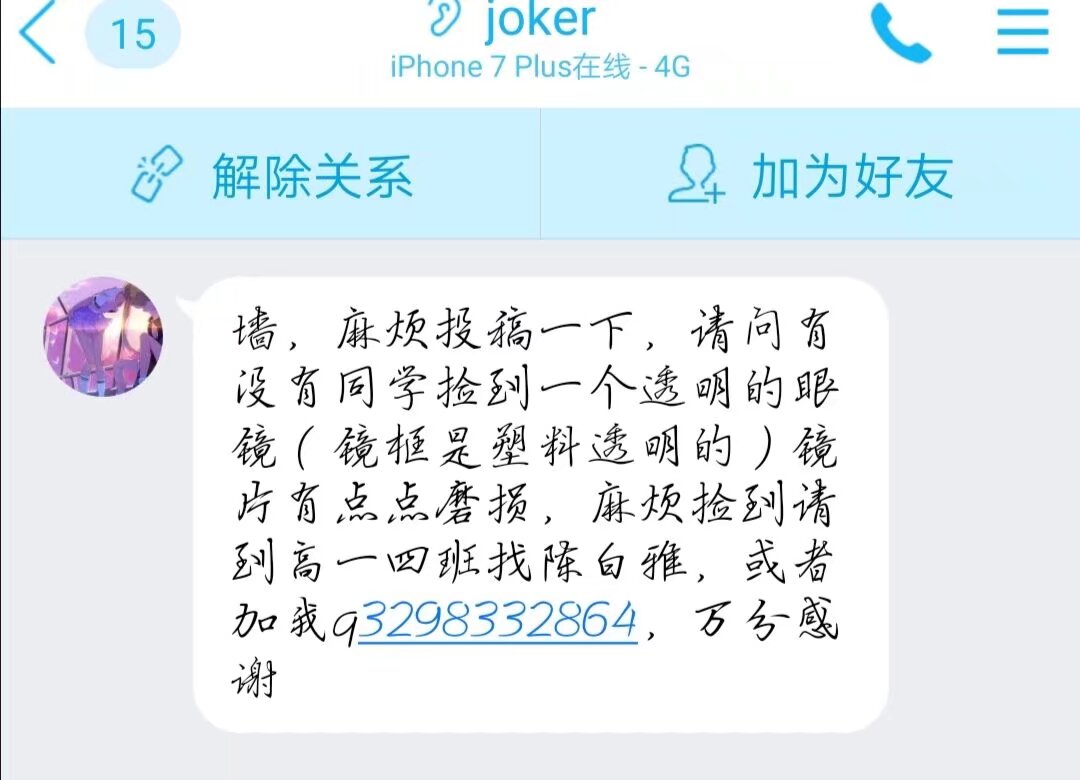 15
joker
iPhone 7 Plus在线 - 4G
解除关系
加为好友
墙，麻烦投稿一下，请问有
没有同学捡到一个透明的眼
镜（镜框是塑料透明的）镜
片有点点磨损，麻烦捡到请
到高一四班找陈白雅，或者
加我q3298332864，万分感
谢